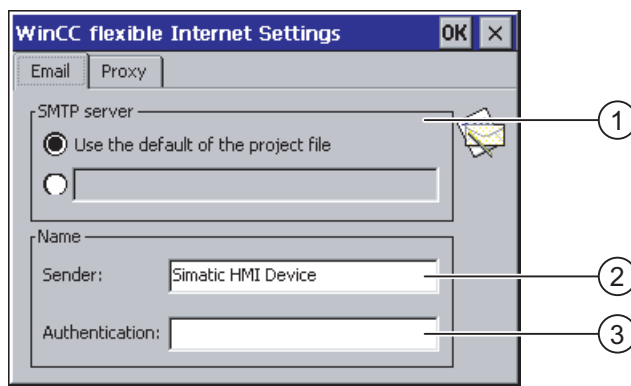 WinCC flexible Internet Settings OK ×
Email Proxy
SMTP server
1
Use the default of the project file
Name
Sender: Simatic HMI Device
2
Authentication:
3